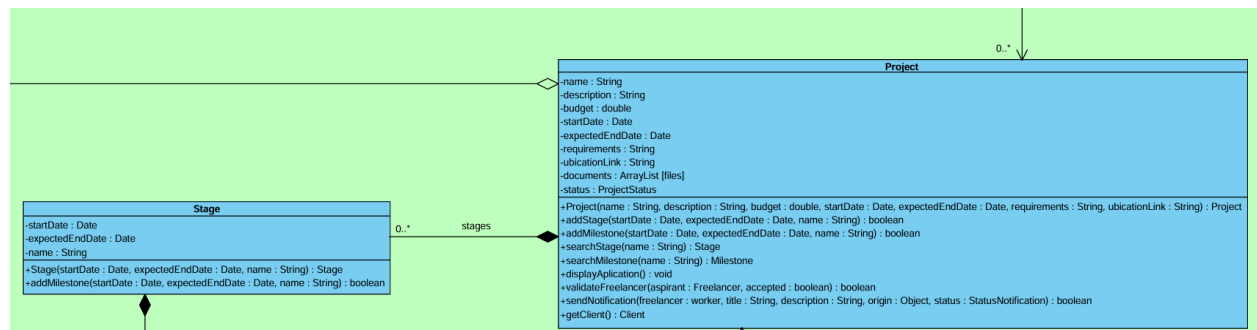 0..*
Project
-name : String
-description : String
-budget : double
-startDate : Date
-expectedEndDate : Date
-requirements : String
-ubicationLink : String
-documents : ArrayList [files]
-status : ProjectStatus
+Project(name : String, description : String, budget : double, startDate : Date, expectedEndDate : Date, requirements : String, ubicationLink : String) : Project
+addStage(startDate : Date, expectedEndDate : Date, name : String) : boolean
+addMilestone(startDate : Date, expectedEndDate : Date, name : String) : boolean
+searchStage(name : String) : Stage
+searchMilestone(name : String) : Milestone
+displayAplication() : void
+validateFreelancer(aspirant : Freelancer, accepted : boolean) : boolean
+sendNotification(freelancer : worker, title : String, description : String, origin : Object, status : StatusNotification) : boolean
+getClient() : Client
Stage
-startDate : Date
-expectedEndDate : Date
-name : String
+Stage(startDate : Date, expectedEndDate : Date, name : String) : Stage
+addMilestone(startDate : Date, expectedEndDate : Date, name : String) : boolean
0..*
stages